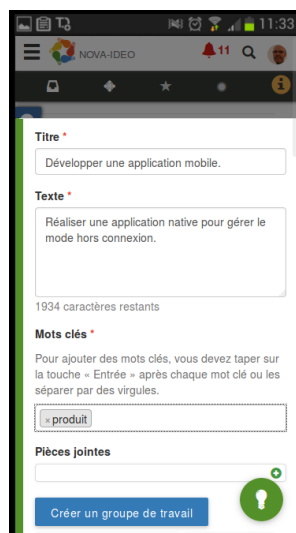 11:33
NOVA-IDEO
11
Titre *
Développer une application mobile.
Texte *
Réaliser une application native pour gérer le
mode hors connexion.
1934 caractères restants
Mots clés *
Pour ajouter des mots clés, vous devez taper sur
la touche « Entrée » après chaque mot clé ou les
séparer par des virgules.
×produit
Pièces jointes
Créer un groupe de travail